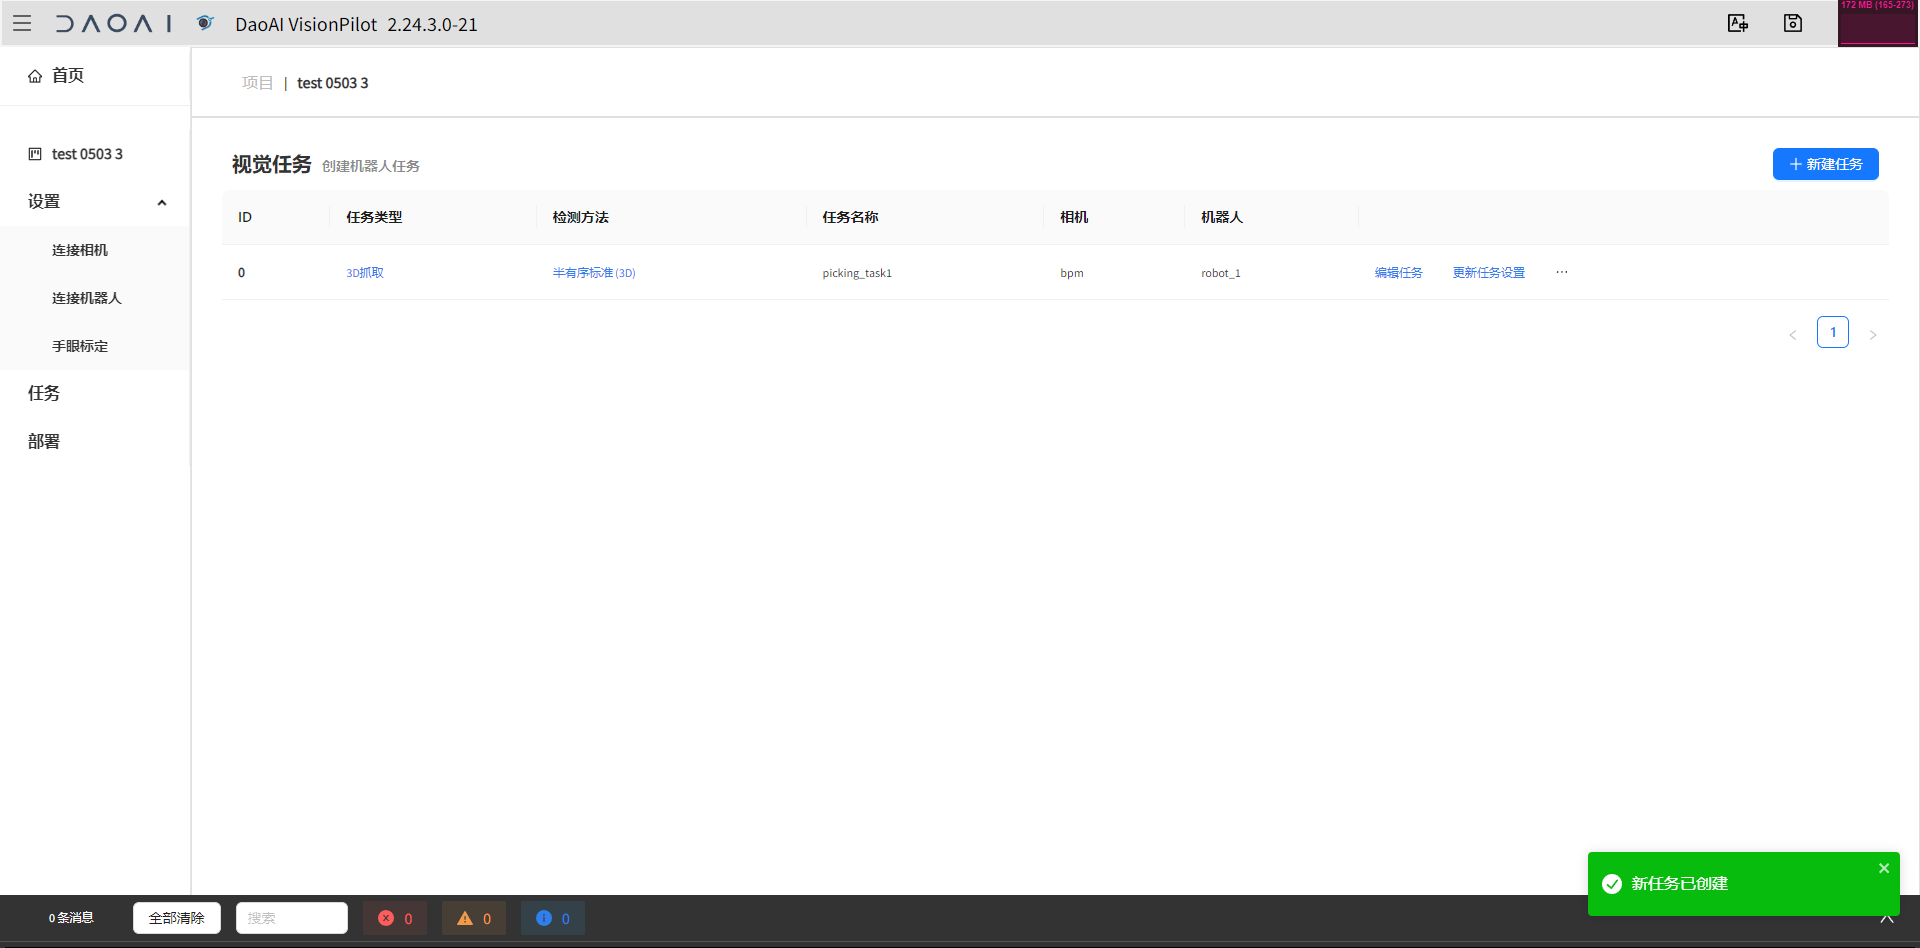 DAOAI DaoAI VisionPilot 2.24.3.0-21
172 MB (165-273)
首页
项目 | test 0503 3
test 0503 3
设置
连接相机
连接机器人
手眼标定
任务
部署
视觉任务 创建机器人任务
+ 新建任务
ID 任务类型 检测方法 任务名称 相机 机器人
0 3D抓取 半有序标准 (3D) picking_task1 bpm robot_1 编辑任务 更新任务设置 ···
< 1 >
新任务已创建
0 条消息 全部清除 搜索 0 0 0